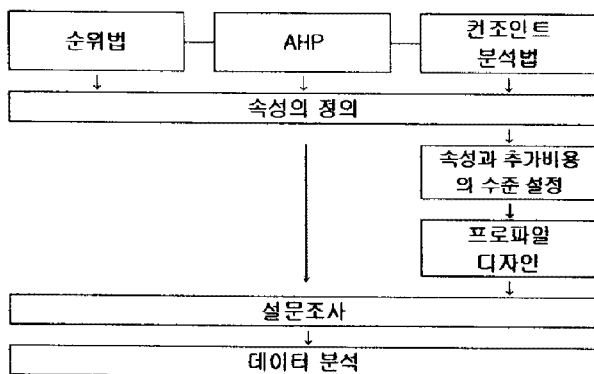 순위법
AHP
컨조인트
분석법
속성의 정의
속성과 추가비용
의 수준 설정
프로파일
디자인
설문조사
데이터 분석